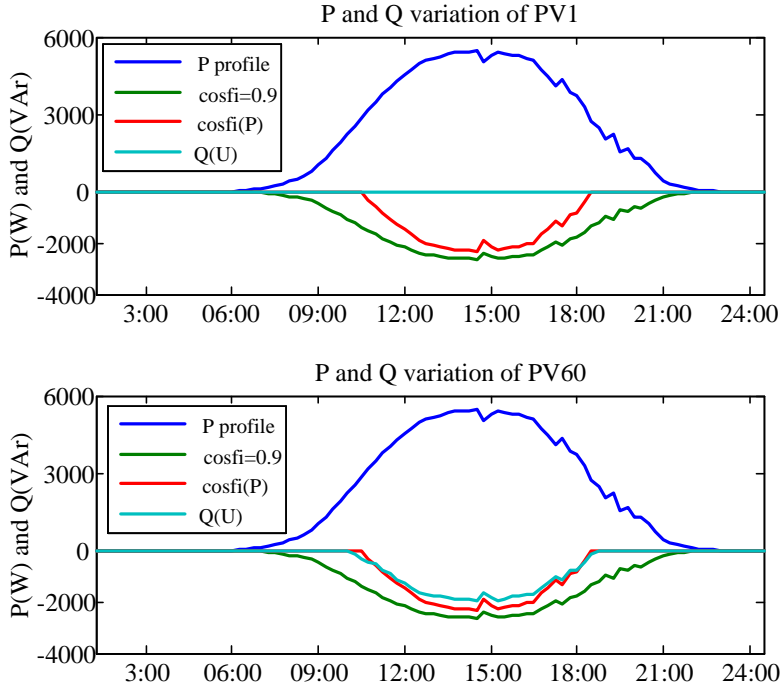 P and Q variation of PV1
P(W) and Q(VAr)
6000
3000
0
-2000
-4000
P profile
cosfi=0.9
cosfi(P)
Q(U)
3:00 06:00 09:00 12:00 15:00 18:00 21:00 24:00
P and Q variation of PV60
P(W) and Q(VAr)
6000
3000
0
-2000
-4000
P profile
cosfi=0.9
cosfi(P)
Q(U)
3:00 06:00 09:00 12:00 15:00 18:00 21:00 24:00